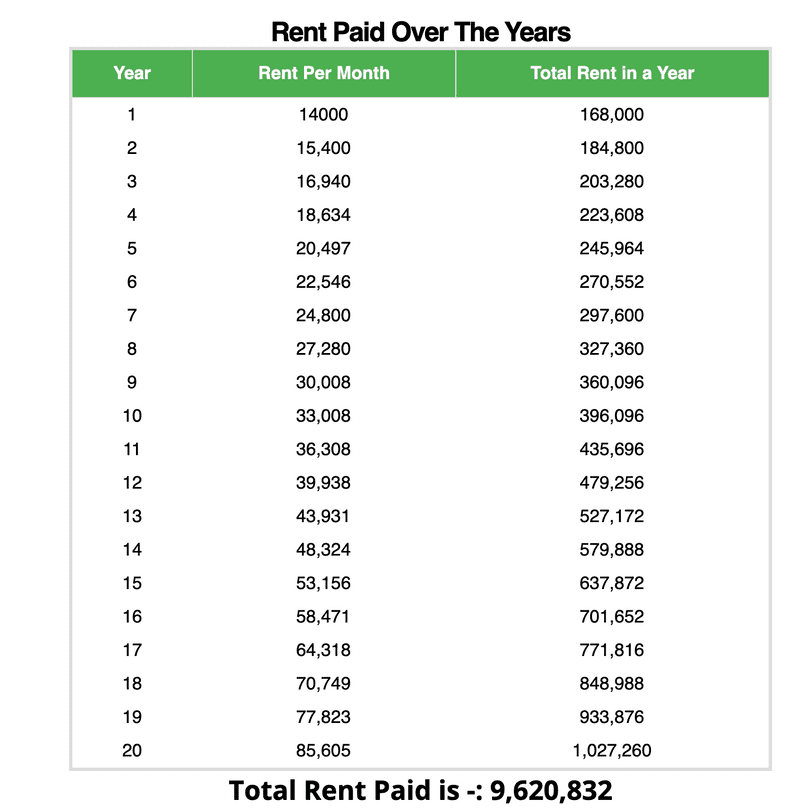 Rent Paid Over The Years
Year Rent Per Month Total Rent in a Year
1 14000 168,000
2 15,400 184,800
3 16,940 203,280
4 18,634 223,608
5 20,497 245,964
6 22,546 270,552
7 24,800 297,600
8 27,280 327,360
9 30,008 360,096
10 33,008 396,096
11 36,308 435,696
12 39,938 479,256
13 43,931 527,172
14 48,324 579,888
15 53,156 637,872
16 58,471 701,652
17 64,318 771,816
18 70,749 848,988
19 77,823 933,876
20 85,605 1,027,260
Total Rent Paid is -: 9,620,832